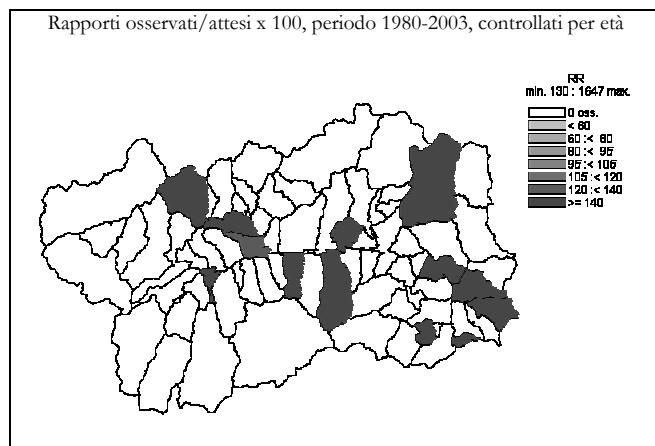 Rapporti osservati/attesi x 100, periodo 1980-2003, controllati per età
RR
min. 130 : 1647 max.
0 oss.
< 60
60 :< 80
80 :< 95
95 :< 105
105 :< 120
120 :< 140
>= 140